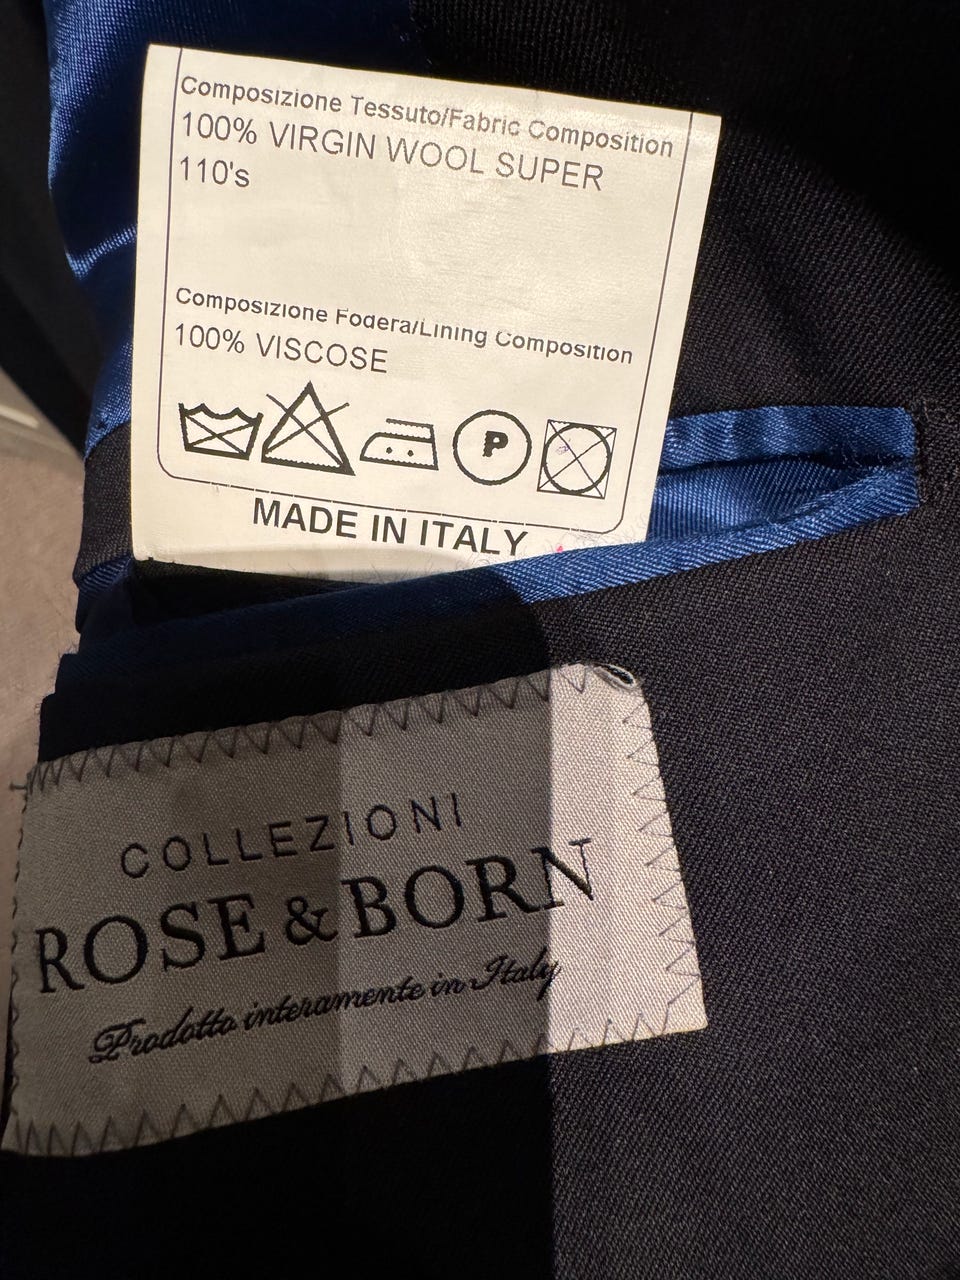 Composizione Tessuto/Fabric Composition
100% VIRGIN WOOL SUPER
110's
Composizione Fodera/Lining Composition
100% VISCOSE
P
MADE IN ITALY
COLLEZIONI
ROSE & BORN
Prodotto interamente in Italy